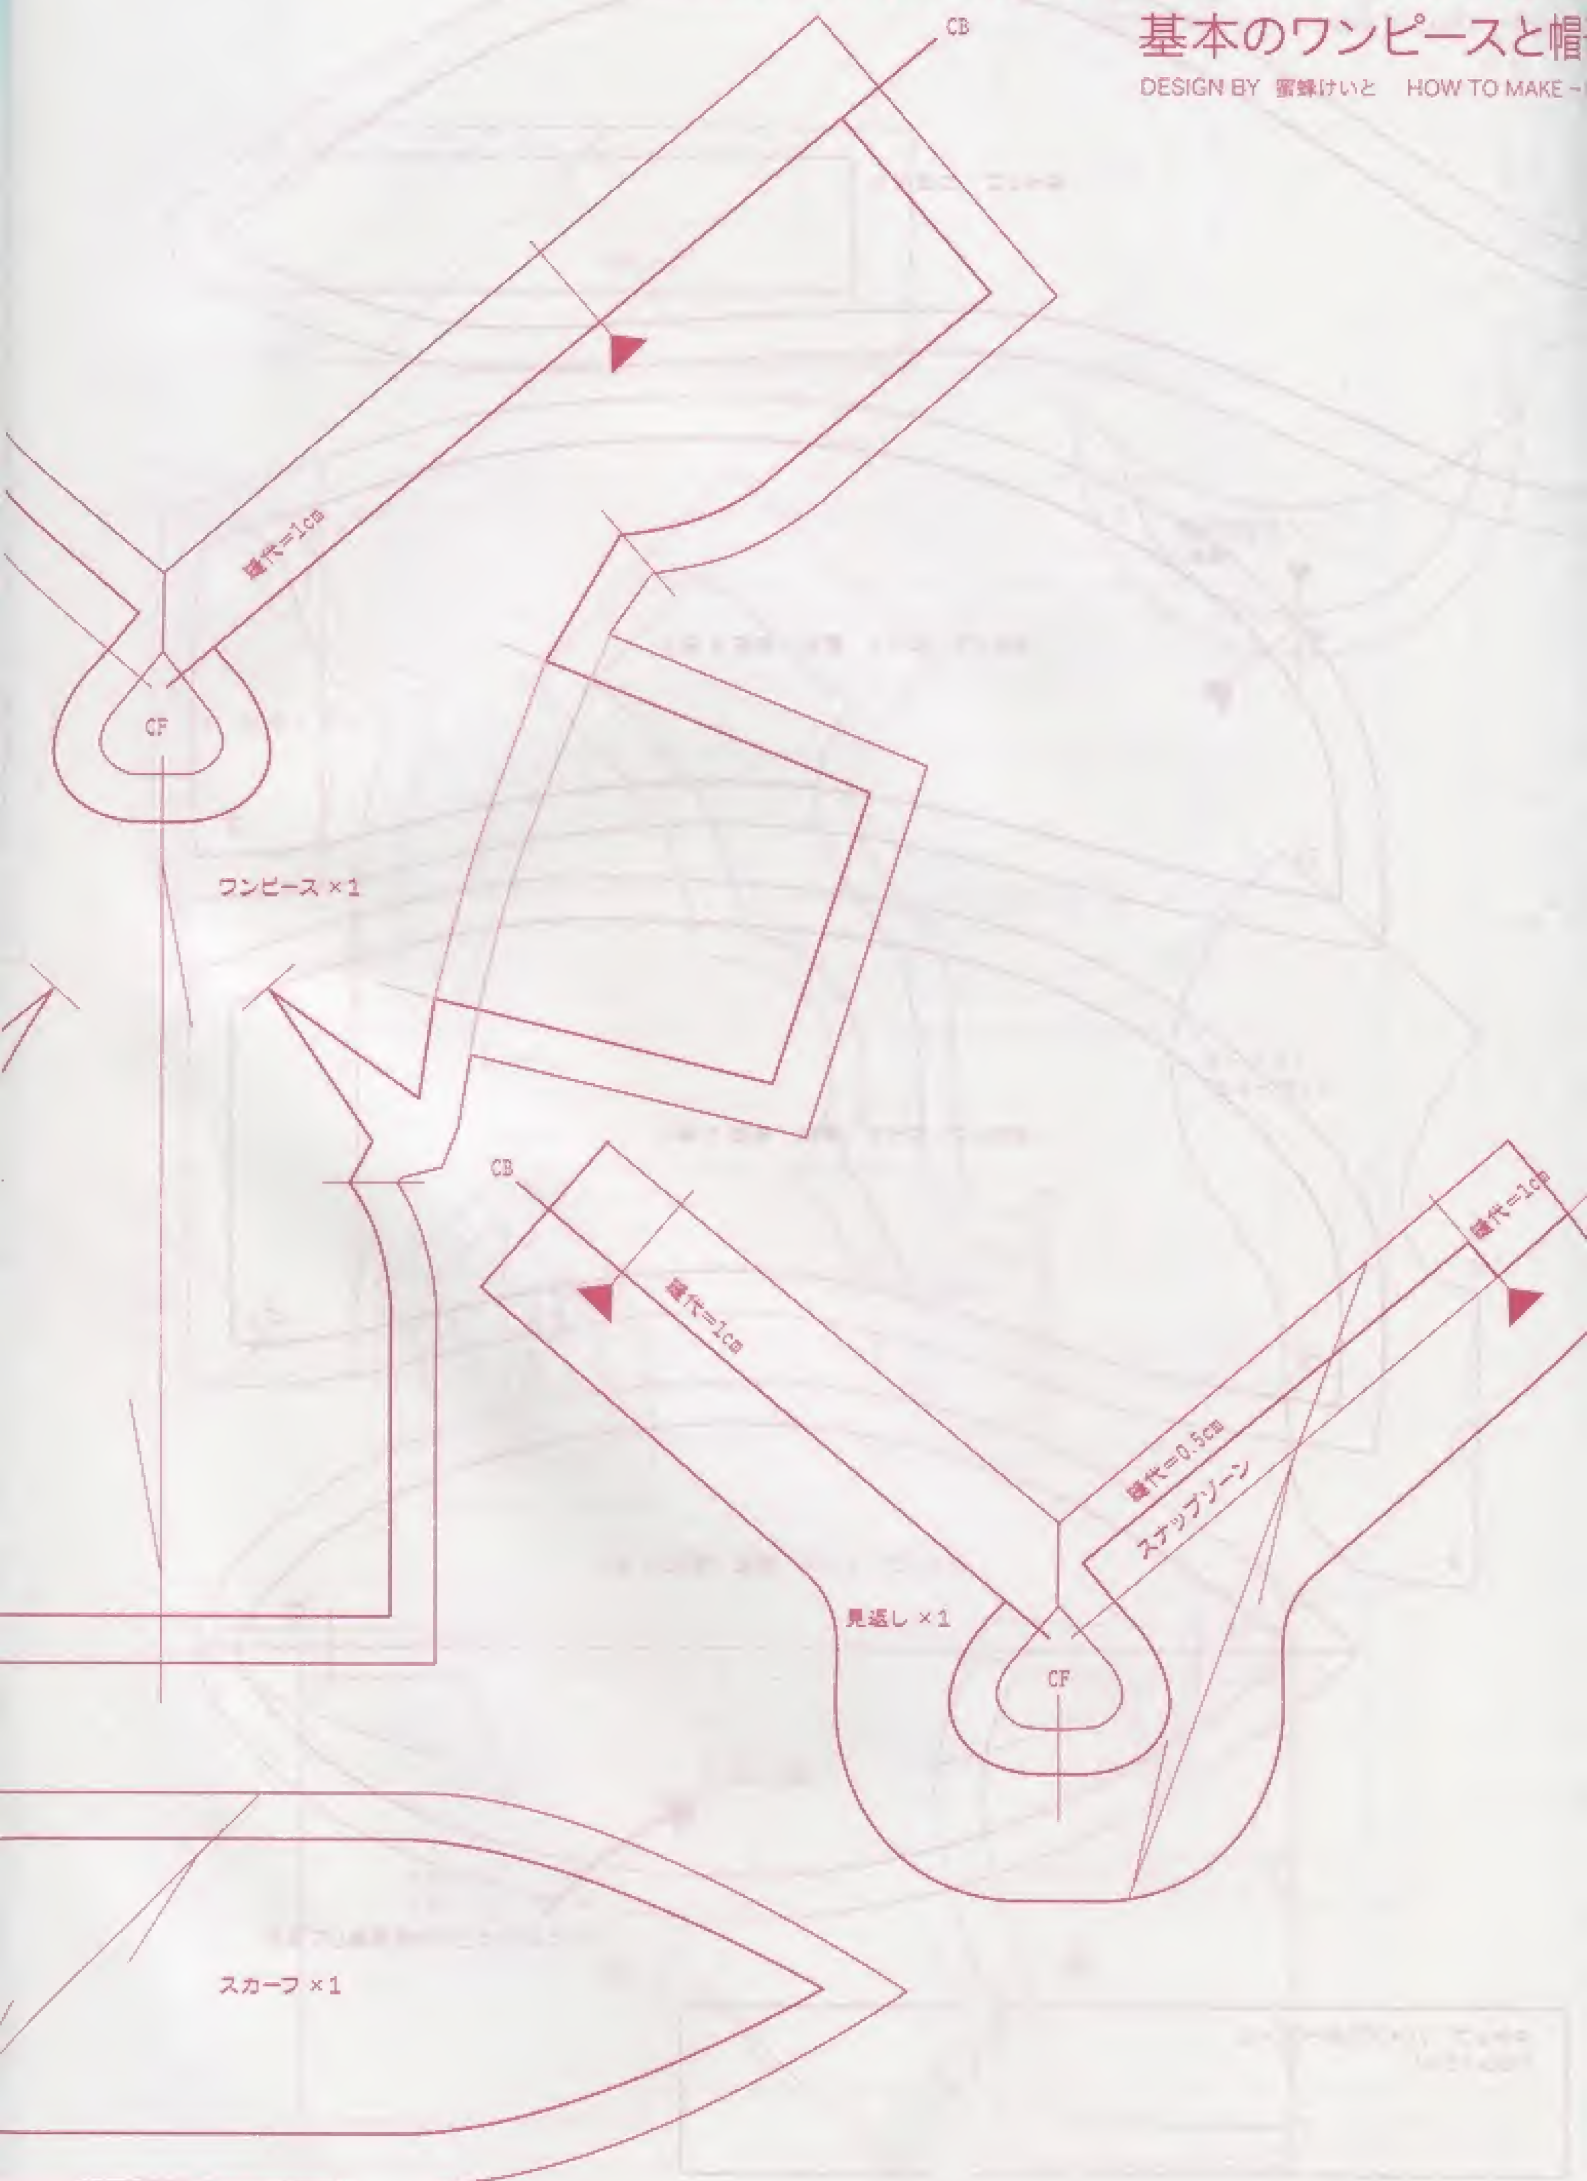 基本のワンピースと帽
DESIGN BY 蜜蜂けいと HOW TO MAKE
CB
縫代=1cm
CF
ワンピース×1
CB
縫代=1cm
縫代=1cm
縫代=0.5cm
スナップゾーン
見返し×1
CF
スカーフ×1